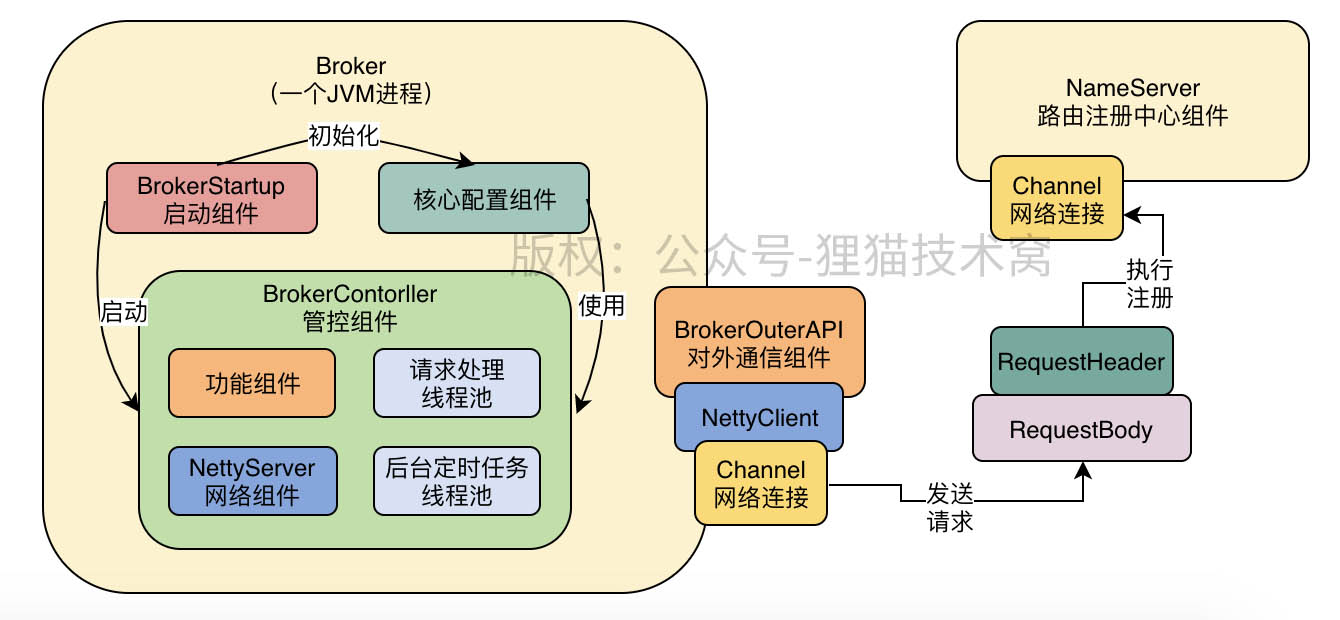 Broker
（一个JVM进程）
初始化
BrokerStartup
启动组件
核心配置组件
启动
使用
BrokerContorller
管控组件
功能组件
请求处理
线程池
NettyServer
网络组件
后台定时任务
线程池
BrokerOuterAPI
对外通信组件
NettyClient
Channel
网络连接
发送
请求
NameServer
路由注册中心组件
Channel
网络连接
执行
注册
RequestHeader
RequestBody
版权：公众号-狸猫技术窝